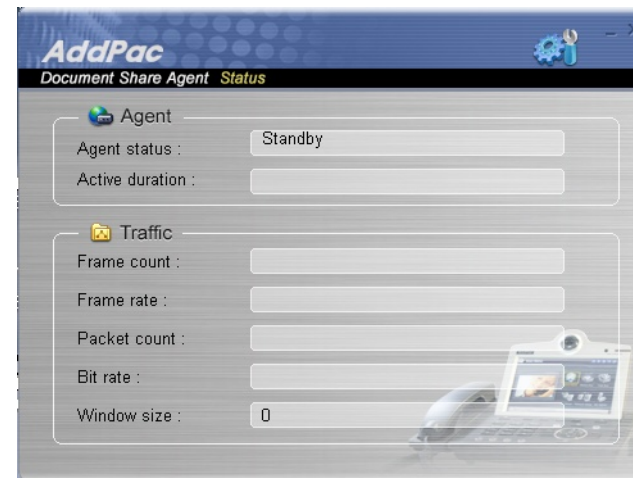 AddPac
Document Share Agent Status
Agent
Agent status : Standby
Active duration :
Traffic
Frame count :
Frame rate :
Packet count :
Bit rate :
Window size : 0